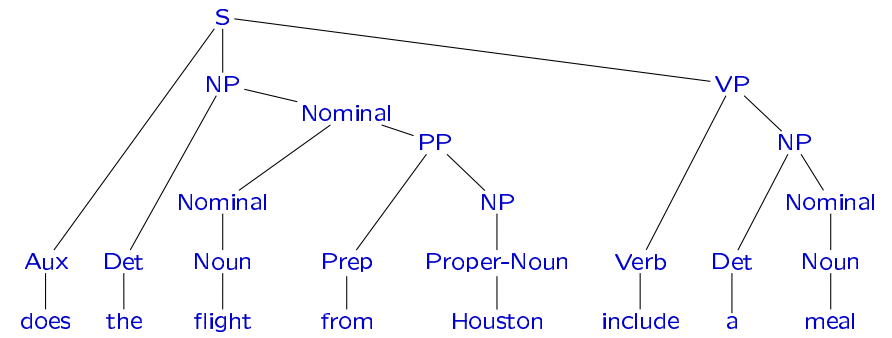 S
NP VP
Nominal
PP NP
Nominal NP Nominal
Aux Det Noun Prep Proper-Noun Verb Det Noun
does the flight from Houston include a meal